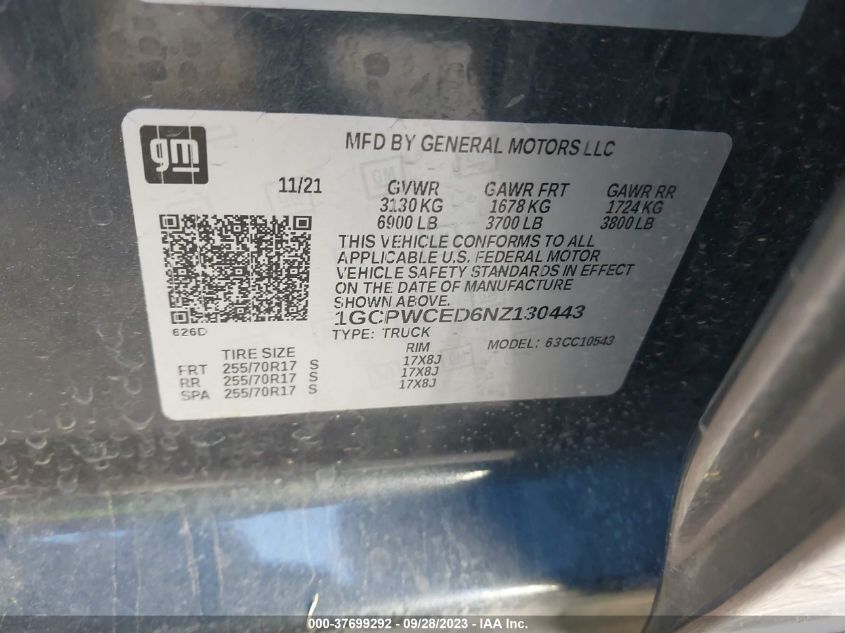 gm
MFD BY GENERAL MOTORS LLC
11/21 GVWR GAWR FRT GAWR RR
3130 KG 1678 KG 1724 KG
6900 LB 3700 LB 3800 LB
THIS VEHICLE CONFORMS TO ALL
APPLICABLE U.S. FEDERAL MOTOR
VEHICLE SAFETY STANDARDS IN EFFECT
ON THE DATE OF MANUFACTURE
SHOWN ABOVE.
1GCPWCED6NZ130443
626D
TYPE: TRUCK MODEL: 63CC10543
TIRE SIZE RIM
FRT 255/70R17 S 17X8J
RR 255/70R17 S 17X8J
SPA 255/70R17 S 17X8J
000-37699292 - 09/28/2023 - IAA Inc.